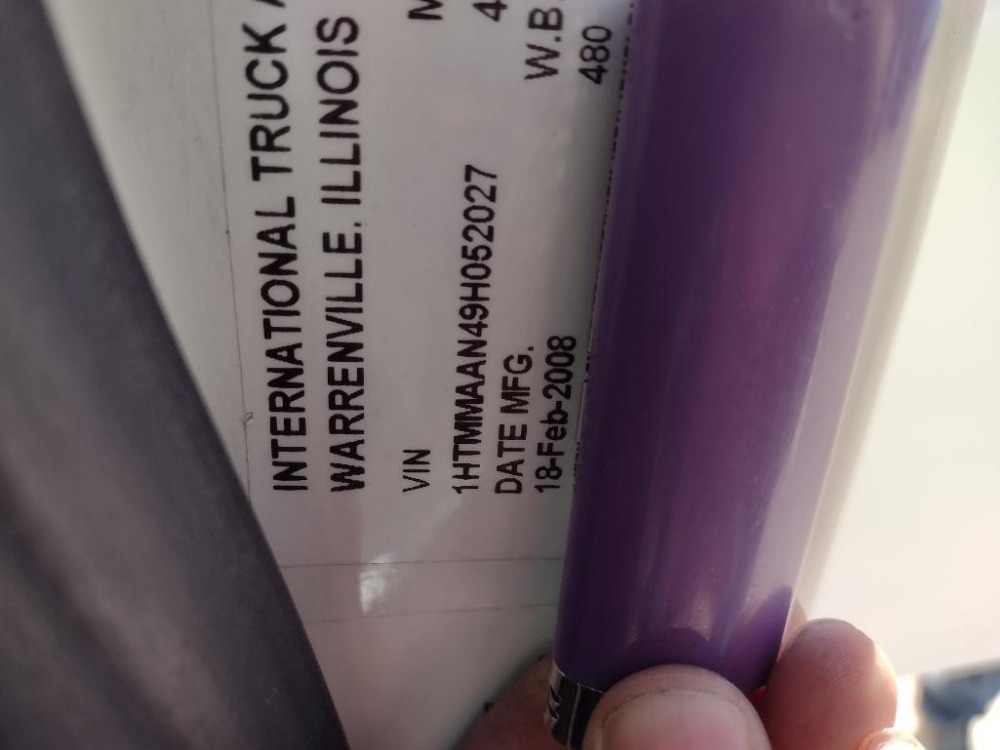 INTERNATIONAL TRUCK
WARRENVILLE. ILLINOIS
VIN
1HTMMAAN49H052027
DATE MFG.
W.B.
18-Feb-2008
480